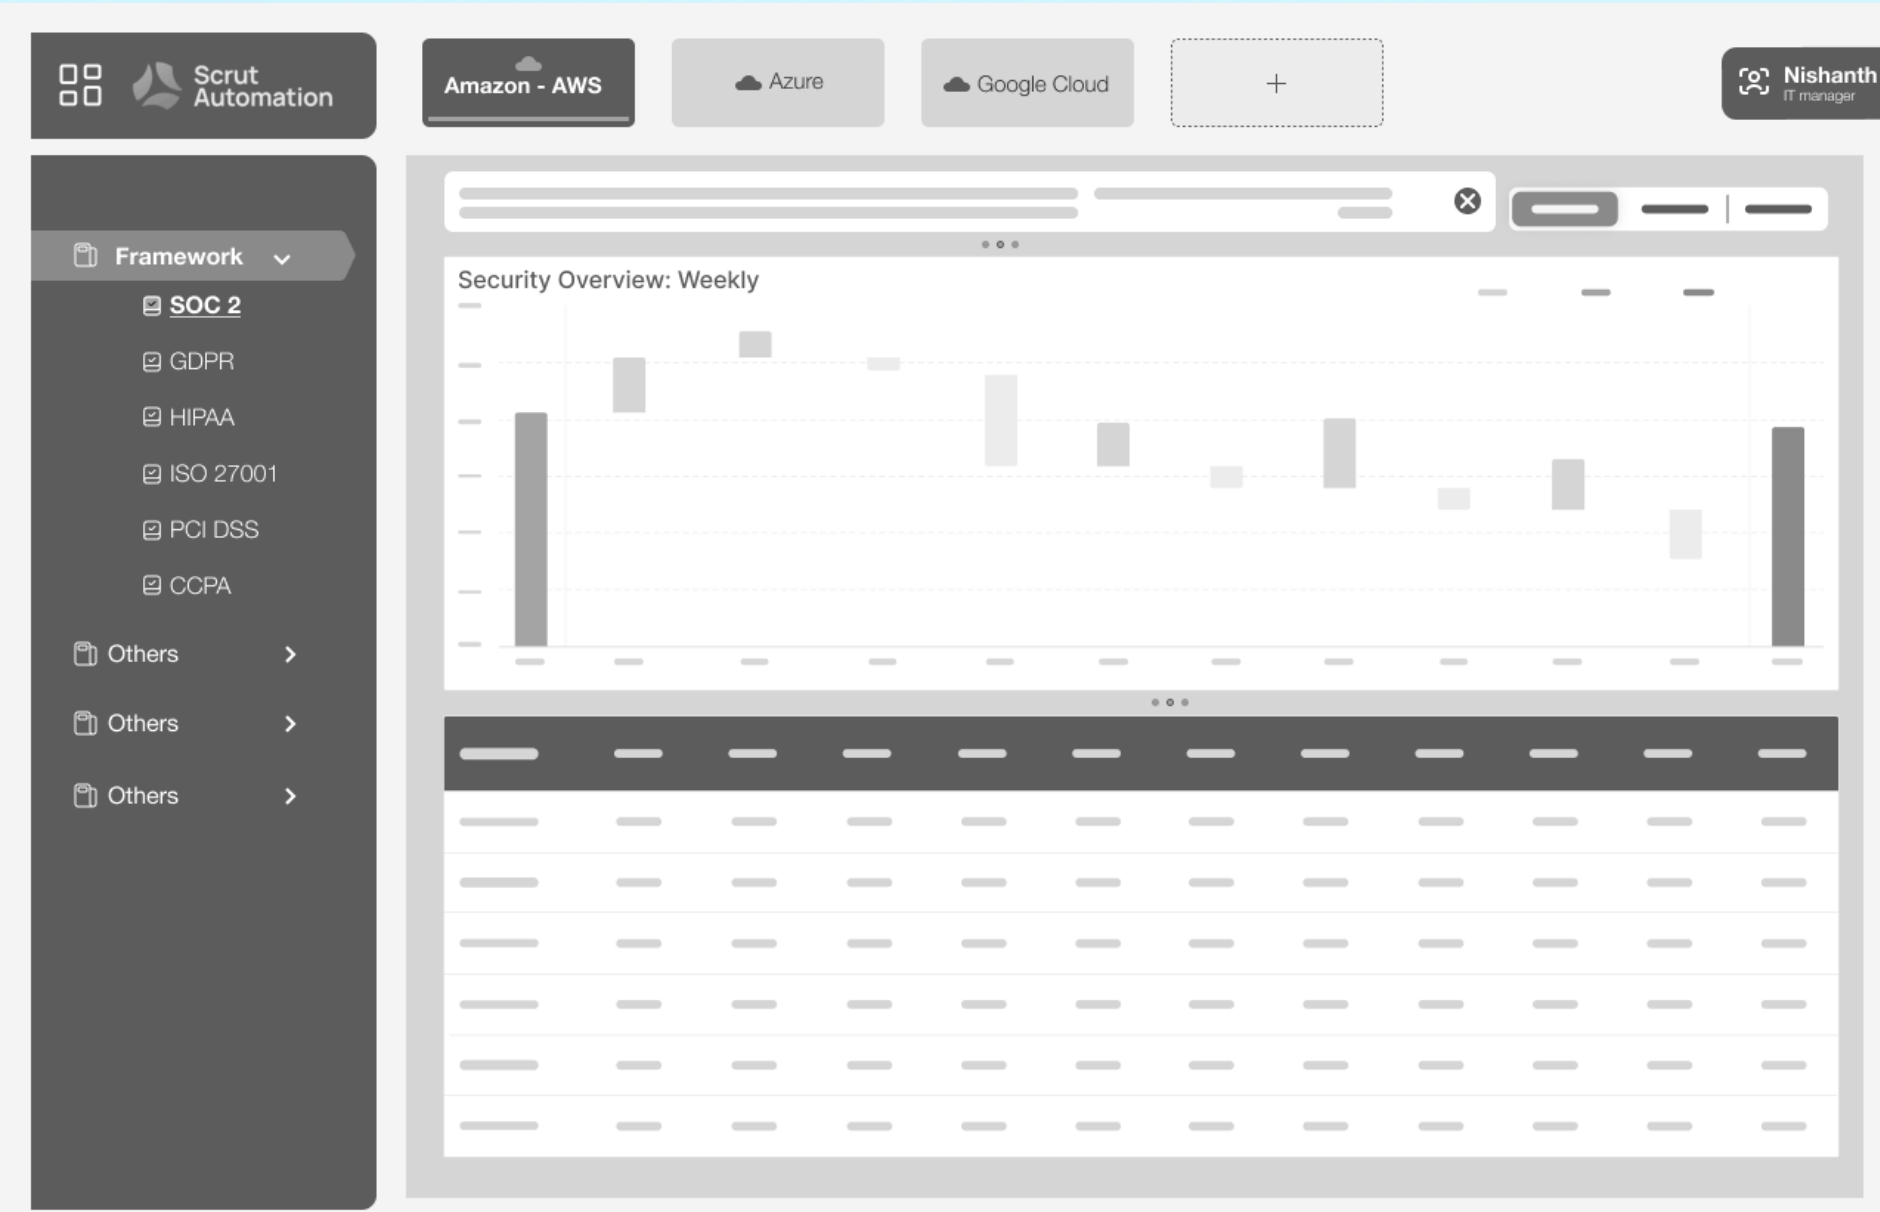 Scrut
Automation
Amazon - AWS
Azure
Google Cloud
+
Nishanth
IT manager
Framework
SOC 2
GDPR
HIPAA
ISO 27001
PCI DSS
CCPA
Others
Others
Others
Security Overview: Weekly